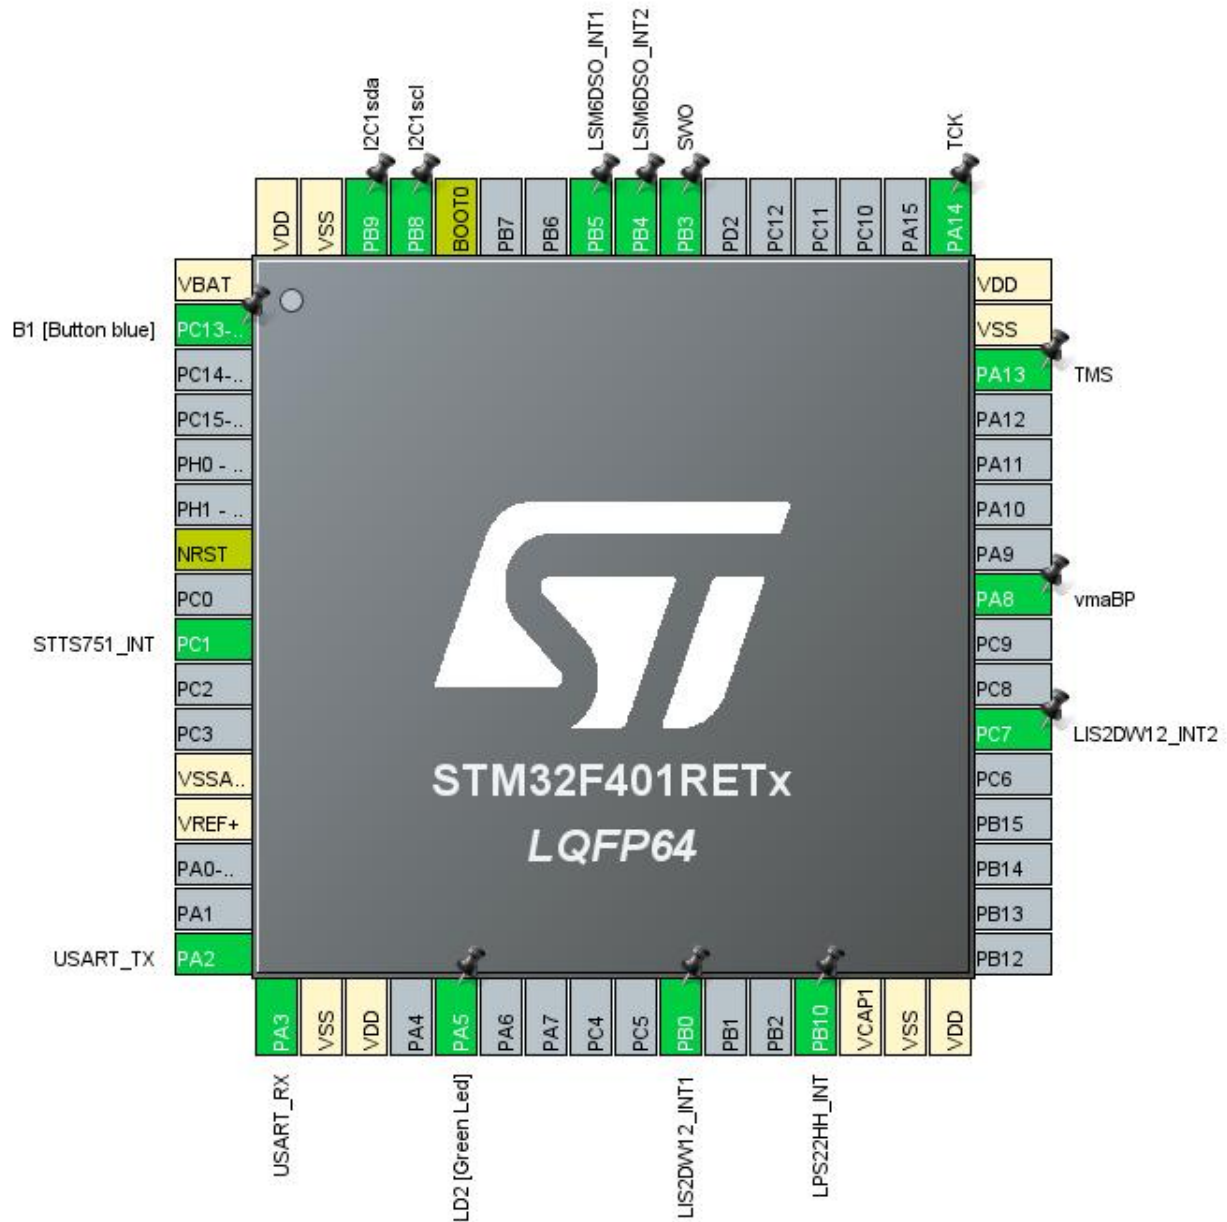 I2C1sda
I2C1scl
LSM6DSO_INT1
LSM6DSO_INT2
SWO
TCK
VDD
VSS
PB9
PB8
BOOT0
PB7
PB6
PB5
PB4
PB3
PD2
PC12
PC11
PC10
PA15
PA14
VBAT
B1 [Button blue]
PC13-..
PC14-..
PC15-..
PH0 - ..
PH1 - ..
NRST
PC0
STTS751_INT
PC1
PC2
PC3
VSSA..
VREF+
PA0-..
PA1
USART_TX
PA2
VDD
VSS
PA13
TMS
PA12
PA11
PA10
PA9
PA8
vmaBP
PC9
PC8
PC7
LIS2DW12_INT2
PC6
PB15
PB14
PB13
PB12
ST
STM32F401RETx
LQFP64
PA3
VSS
VDD
PA4
PA5
PA6
PA7
PC4
PC5
PB0
PB1
PB2
PB10
VCAP1
VSS
VDD
USART_RX
LD2 [Green Led]
LIS2DW12_INT1
LPS22HH_INT